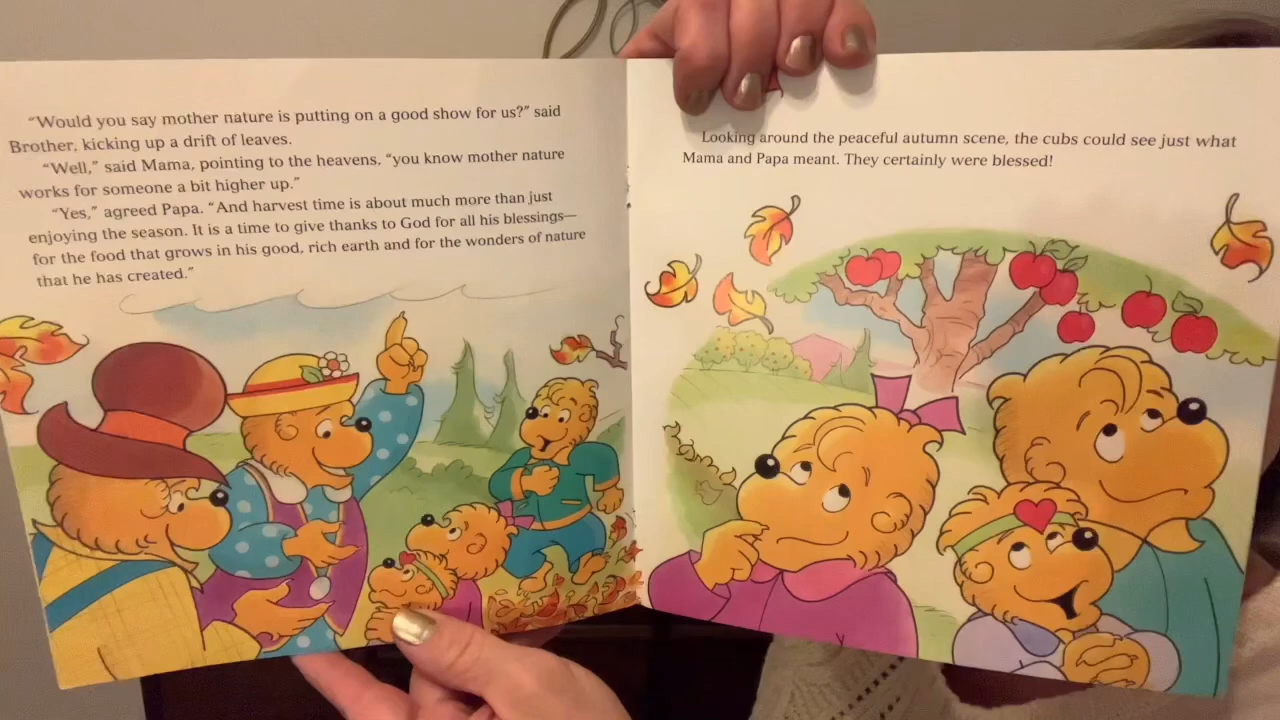 “Would you say mother nature is putting on a good show for us?” said
Brother, kicking up a drift of leaves.
“Well,” said Mama, pointing to the heavens, “you know mother nature
works for someone a bit higher up.”
“Yes,” agreed Papa. “And harvest time is about much more than just
enjoying the season. It is a time to give thanks to God for all his blessings—
for the food that grows in his good, rich earth and for the wonders of nature
that he has created.”
Looking around the peaceful autumn scene, the cubs could see just what
Mama and Papa meant. They certainly were blessed!